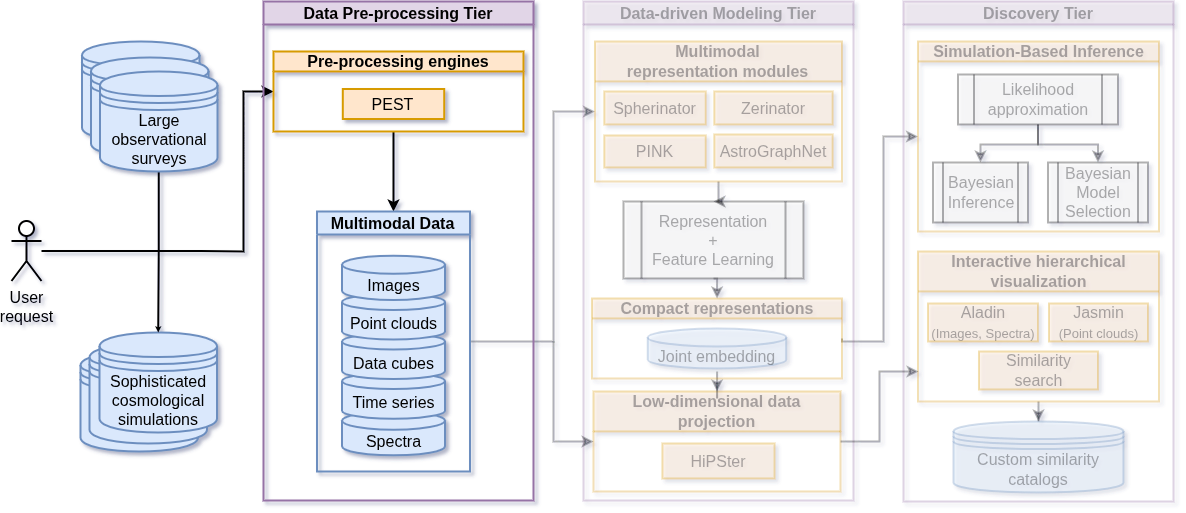 Large
observational
surveys
User
request
Sophisticated
cosmological
simulations
Data Pre-processing Tier
Pre-processing engines
PEST
Multimodal Data
Images
Point clouds
Data cubes
Time series
Spectra
Data-driven Modeling Tier
Multimodal
representation modules
Spherinator
Zerinator
PINK
AstroGraphNet
Representation
+
Feature Learning
Compact representations
Joint embedding
Low-dimensional data
projection
HiPSter
Discovery Tier
Simulation-Based Inference
Likelihood
approximation
Bayesian
Inference
Bayesian
Model
Selection
Interactive hierarchical
visualization
Aladin
(Images, Spectra)
Jasmin
(Point clouds)
Similarity
search
Custom similarity
catalogs